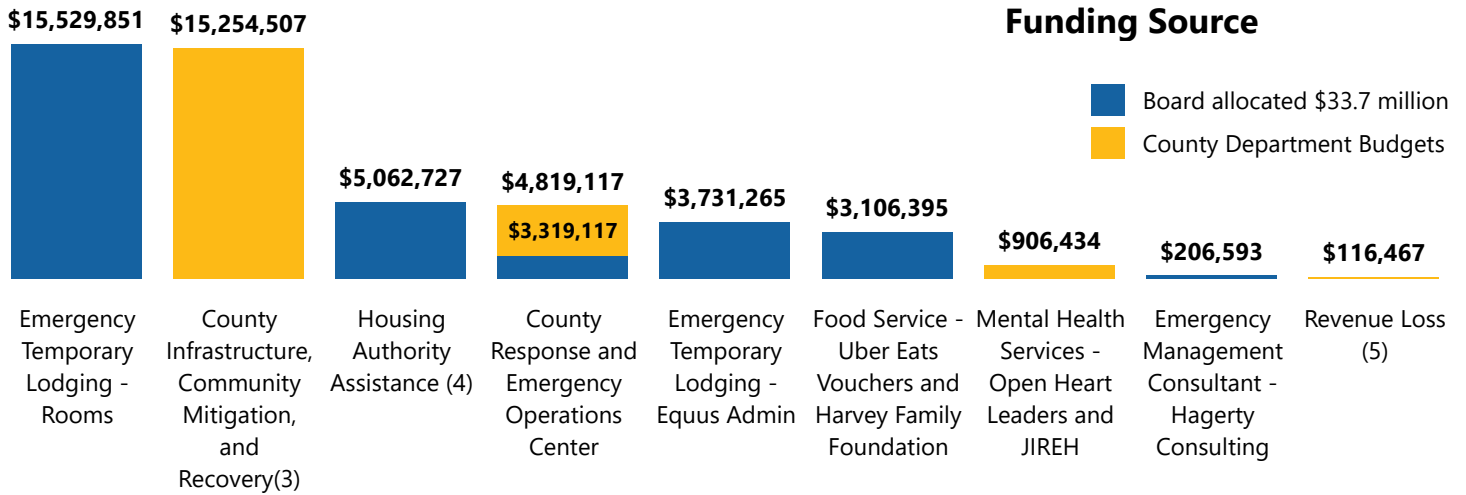 Funding Source
Board allocated $33.7 million
County Department Budgets
$15,529,851
$15,254,507
$5,062,727
$4,819,117
$3,319,117
$3,731,265
$3,106,395
$906,434
$206,593
$116,467
Emergency
Temporary
Lodging -
Rooms
County
Infrastructure,
Community
Mitigation,
and
Recovery(3)
Housing
Authority
Assistance (4)
County
Response and
Emergency
Operations
Center
Emergency
Temporary
Lodging -
Equus Admin
Food Service -
Uber Eats
Vouchers and
Harvey Family
Foundation
Mental Health
Services -
Open Heart
Leaders and
JIREH
Emergency
Management
Consultant -
Hagerty
Consulting
Revenue Loss
(5)